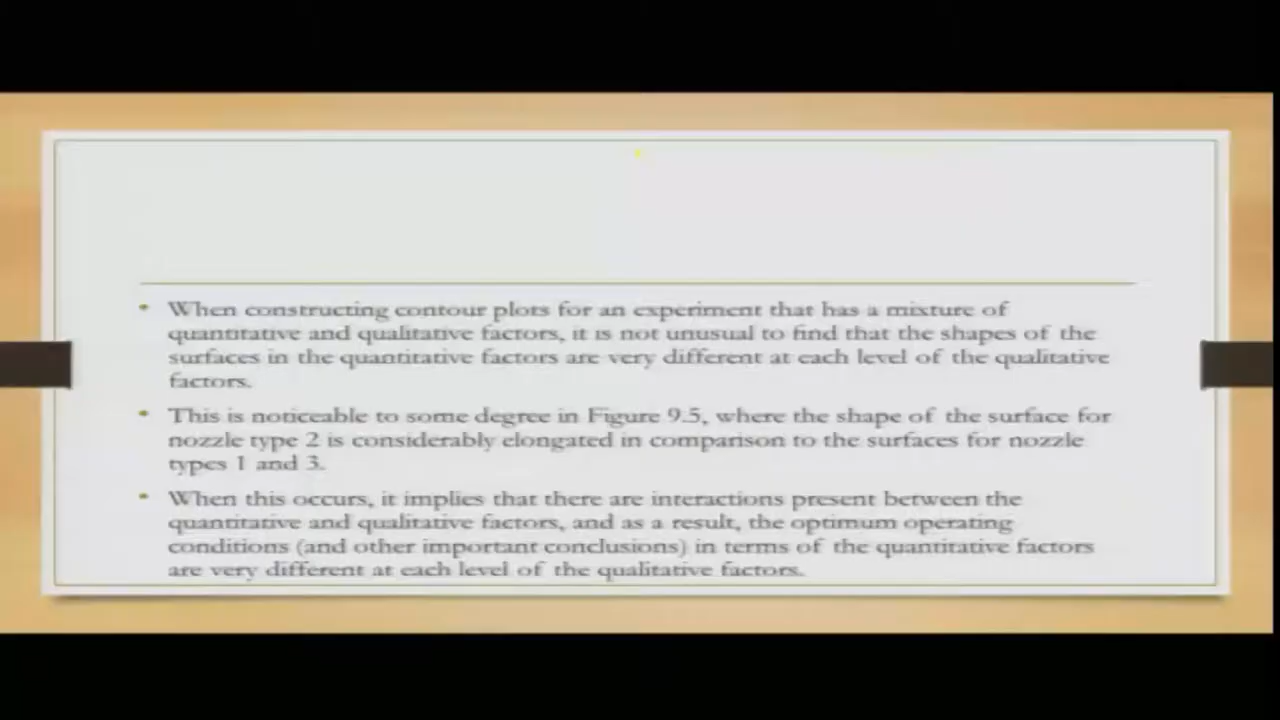 • When constructing contour plots for an experiment that has a mixture of
quantitative and qualitative factors, it is not unusual to find that the shapes of the
surfaces in the quantitative factors are very different at each level of the qualitative
factors.
• This is noticeable to some degree in Figure 9.5, where the shape of the surface for
nozzle type 2 is considerably elongated in comparison to the surfaces for nozzle
types 1 and 3.
• When this occurs, it implies that there are interactions present between the
quantitative and qualitative factors, and as a result, the optimum operating
conditions (and other important conclusions) in terms of the quantitative factors
are very different at each level of the qualitative factors.